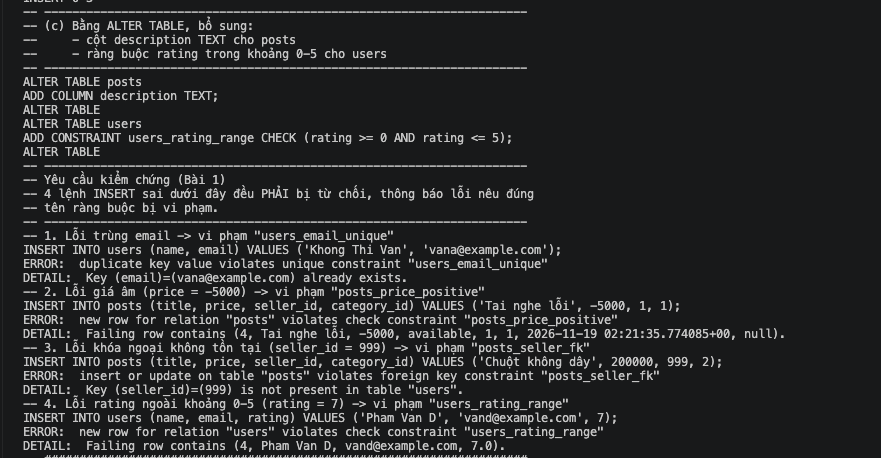 INSERT 0 3
-- ---------------------------------------------------------------------
-- (c) Bằng ALTER TABLE, bổ sung:
--     - cột description TEXT cho posts
--     - ràng buộc rating trong khoảng 0-5 cho users
-- ---------------------------------------------------------------------
ALTER TABLE posts
ADD COLUMN description TEXT;
ALTER TABLE
ALTER TABLE users
ADD CONSTRAINT users_rating_range CHECK (rating >= 0 AND rating <= 5);
ALTER TABLE
-- ---------------------------------------------------------------------
-- Yêu cầu kiểm chứng (Bài 1)
-- 4 lệnh INSERT sai dưới đây đều PHẢI bị từ chối, thông báo lỗi nêu đúng
-- tên ràng buộc bị vi phạm.
-- ---------------------------------------------------------------------
-- 1. Lỗi trùng email -> vi phạm "users_email_unique"
INSERT INTO users (name, email) VALUES ('Khong Thi Van', 'vana@example.com');
ERROR:  duplicate key value violates unique constraint "users_email_unique"
DETAIL:  Key (email)=(vana@example.com) already exists.
-- 2. Lỗi giá âm (price = -5000) -> vi phạm "posts_price_positive"
INSERT INTO posts (title, price, seller_id, category_id) VALUES ('Tai nghe lỗi', -5000, 1, 1);
ERROR:  new row for relation "posts" violates check constraint "posts_price_positive"
DETAIL:  Failing row contains (4, Tai nghe lỗi, -5000, available, 1, 1, 2026-11-19 02:21:35.774085+00, null).
-- 3. Lỗi khóa ngoại không tồn tại (seller_id = 999) -> vi phạm "posts_seller_fk"
INSERT INTO posts (title, price, seller_id, category_id) VALUES ('Chuột không dây', 200000, 999, 2);
ERROR:  insert or update on table "posts" violates foreign key constraint "posts_seller_fk"
DETAIL:  Key (seller_id)=(999) is not present in table "users".
-- 4. Lỗi rating ngoài khoảng 0-5 (rating = 7) -> vi phạm "users_rating_range"
INSERT INTO users (name, email, rating) VALUES ('Pham Van D', 'vand@example.com', 7);
ERROR:  new row for relation "users" violates check constraint "users_rating_range"
DETAIL:  Failing row contains (4, Pham Van D, vand@example.com, 7.0).